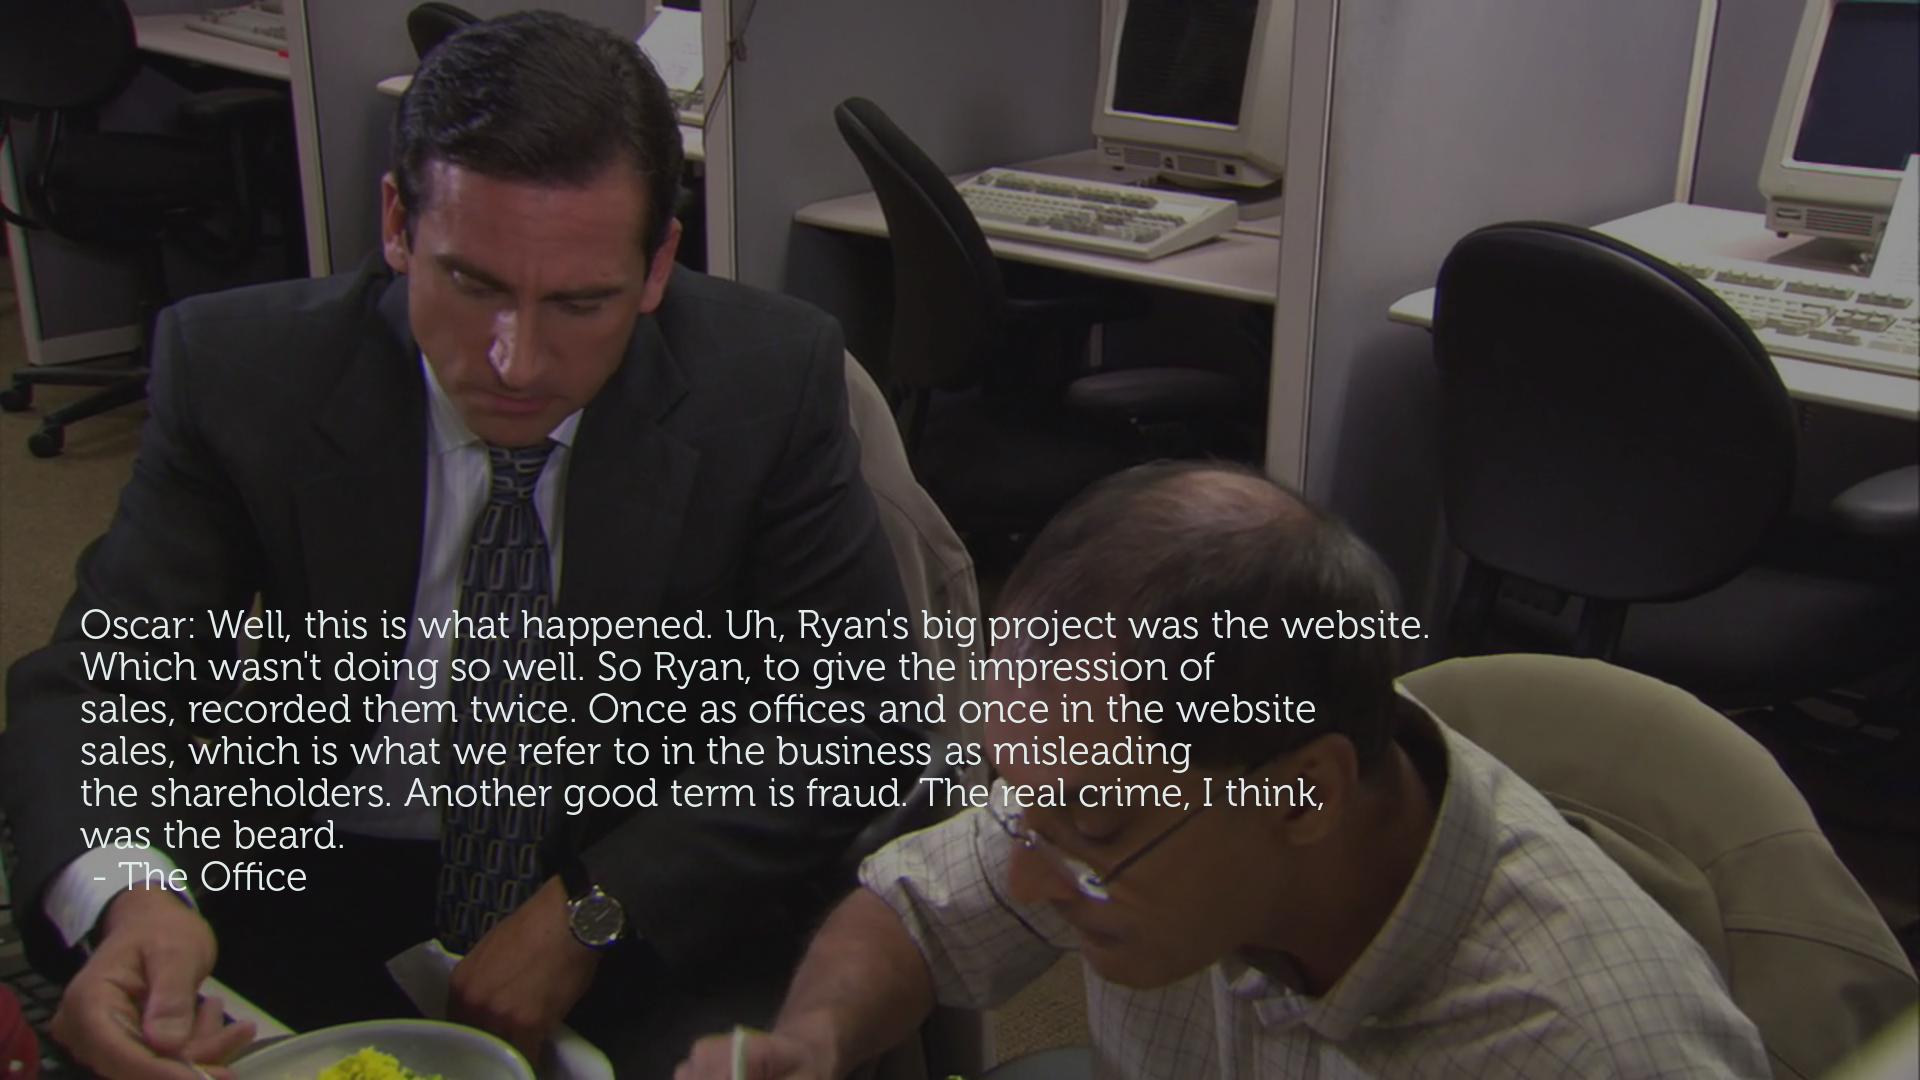 Oscar: Well, this is what happened. Uh, Ryan's big project was the website.
Which wasn't doing so well. So Ryan, to give the impression of
sales, recorded them twice. Once as offices and once in the website
sales, which is what we refer to in the business as misleading
the shareholders. Another good term is fraud. The real crime, I think,
was the beard.
- The Office